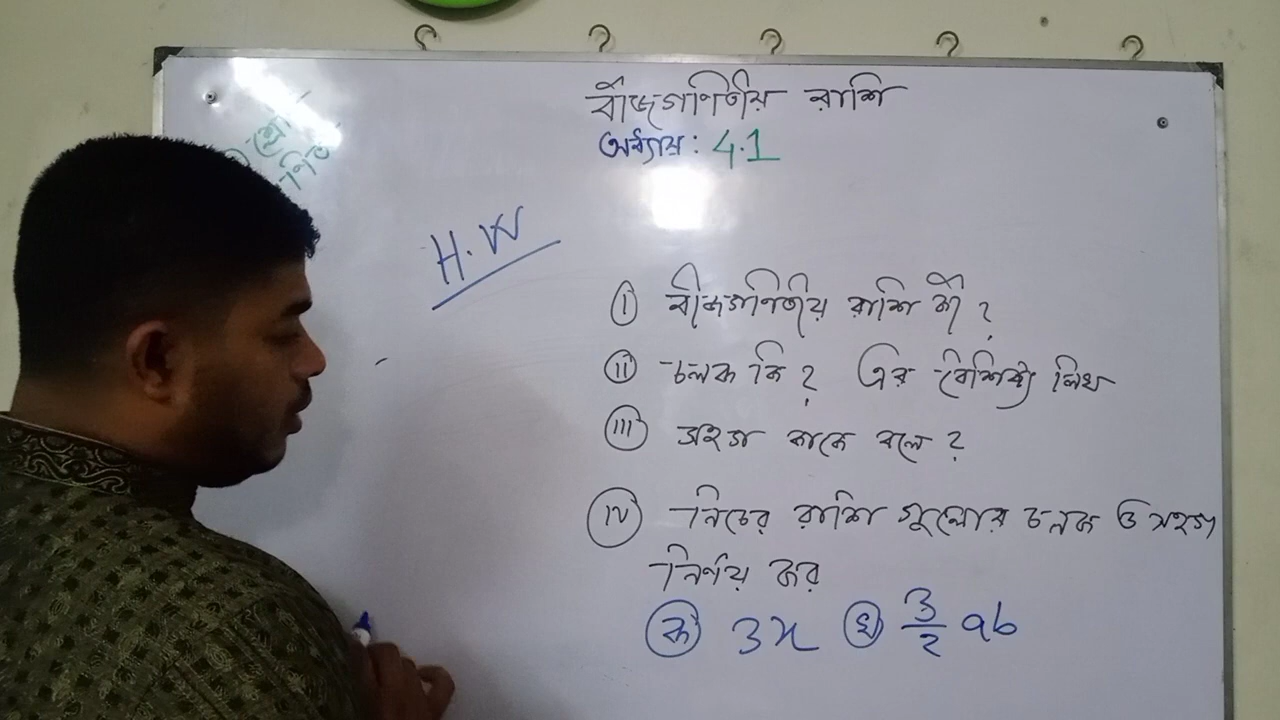 বীজগণিতীয় রাশি
অধ্যায়: 4.1
H.W
(i) বীজগণিতীয় রাশি কী?
(ii) চলক কি? এর বৈশিষ্ট্য লিখ
(iii) সহগ কাকে বলে?
(iv) নিচের রাশি গুলোর চলক ও সহগ
নির্ণয় কর
(ক) 3x (খ) 3/2 ab